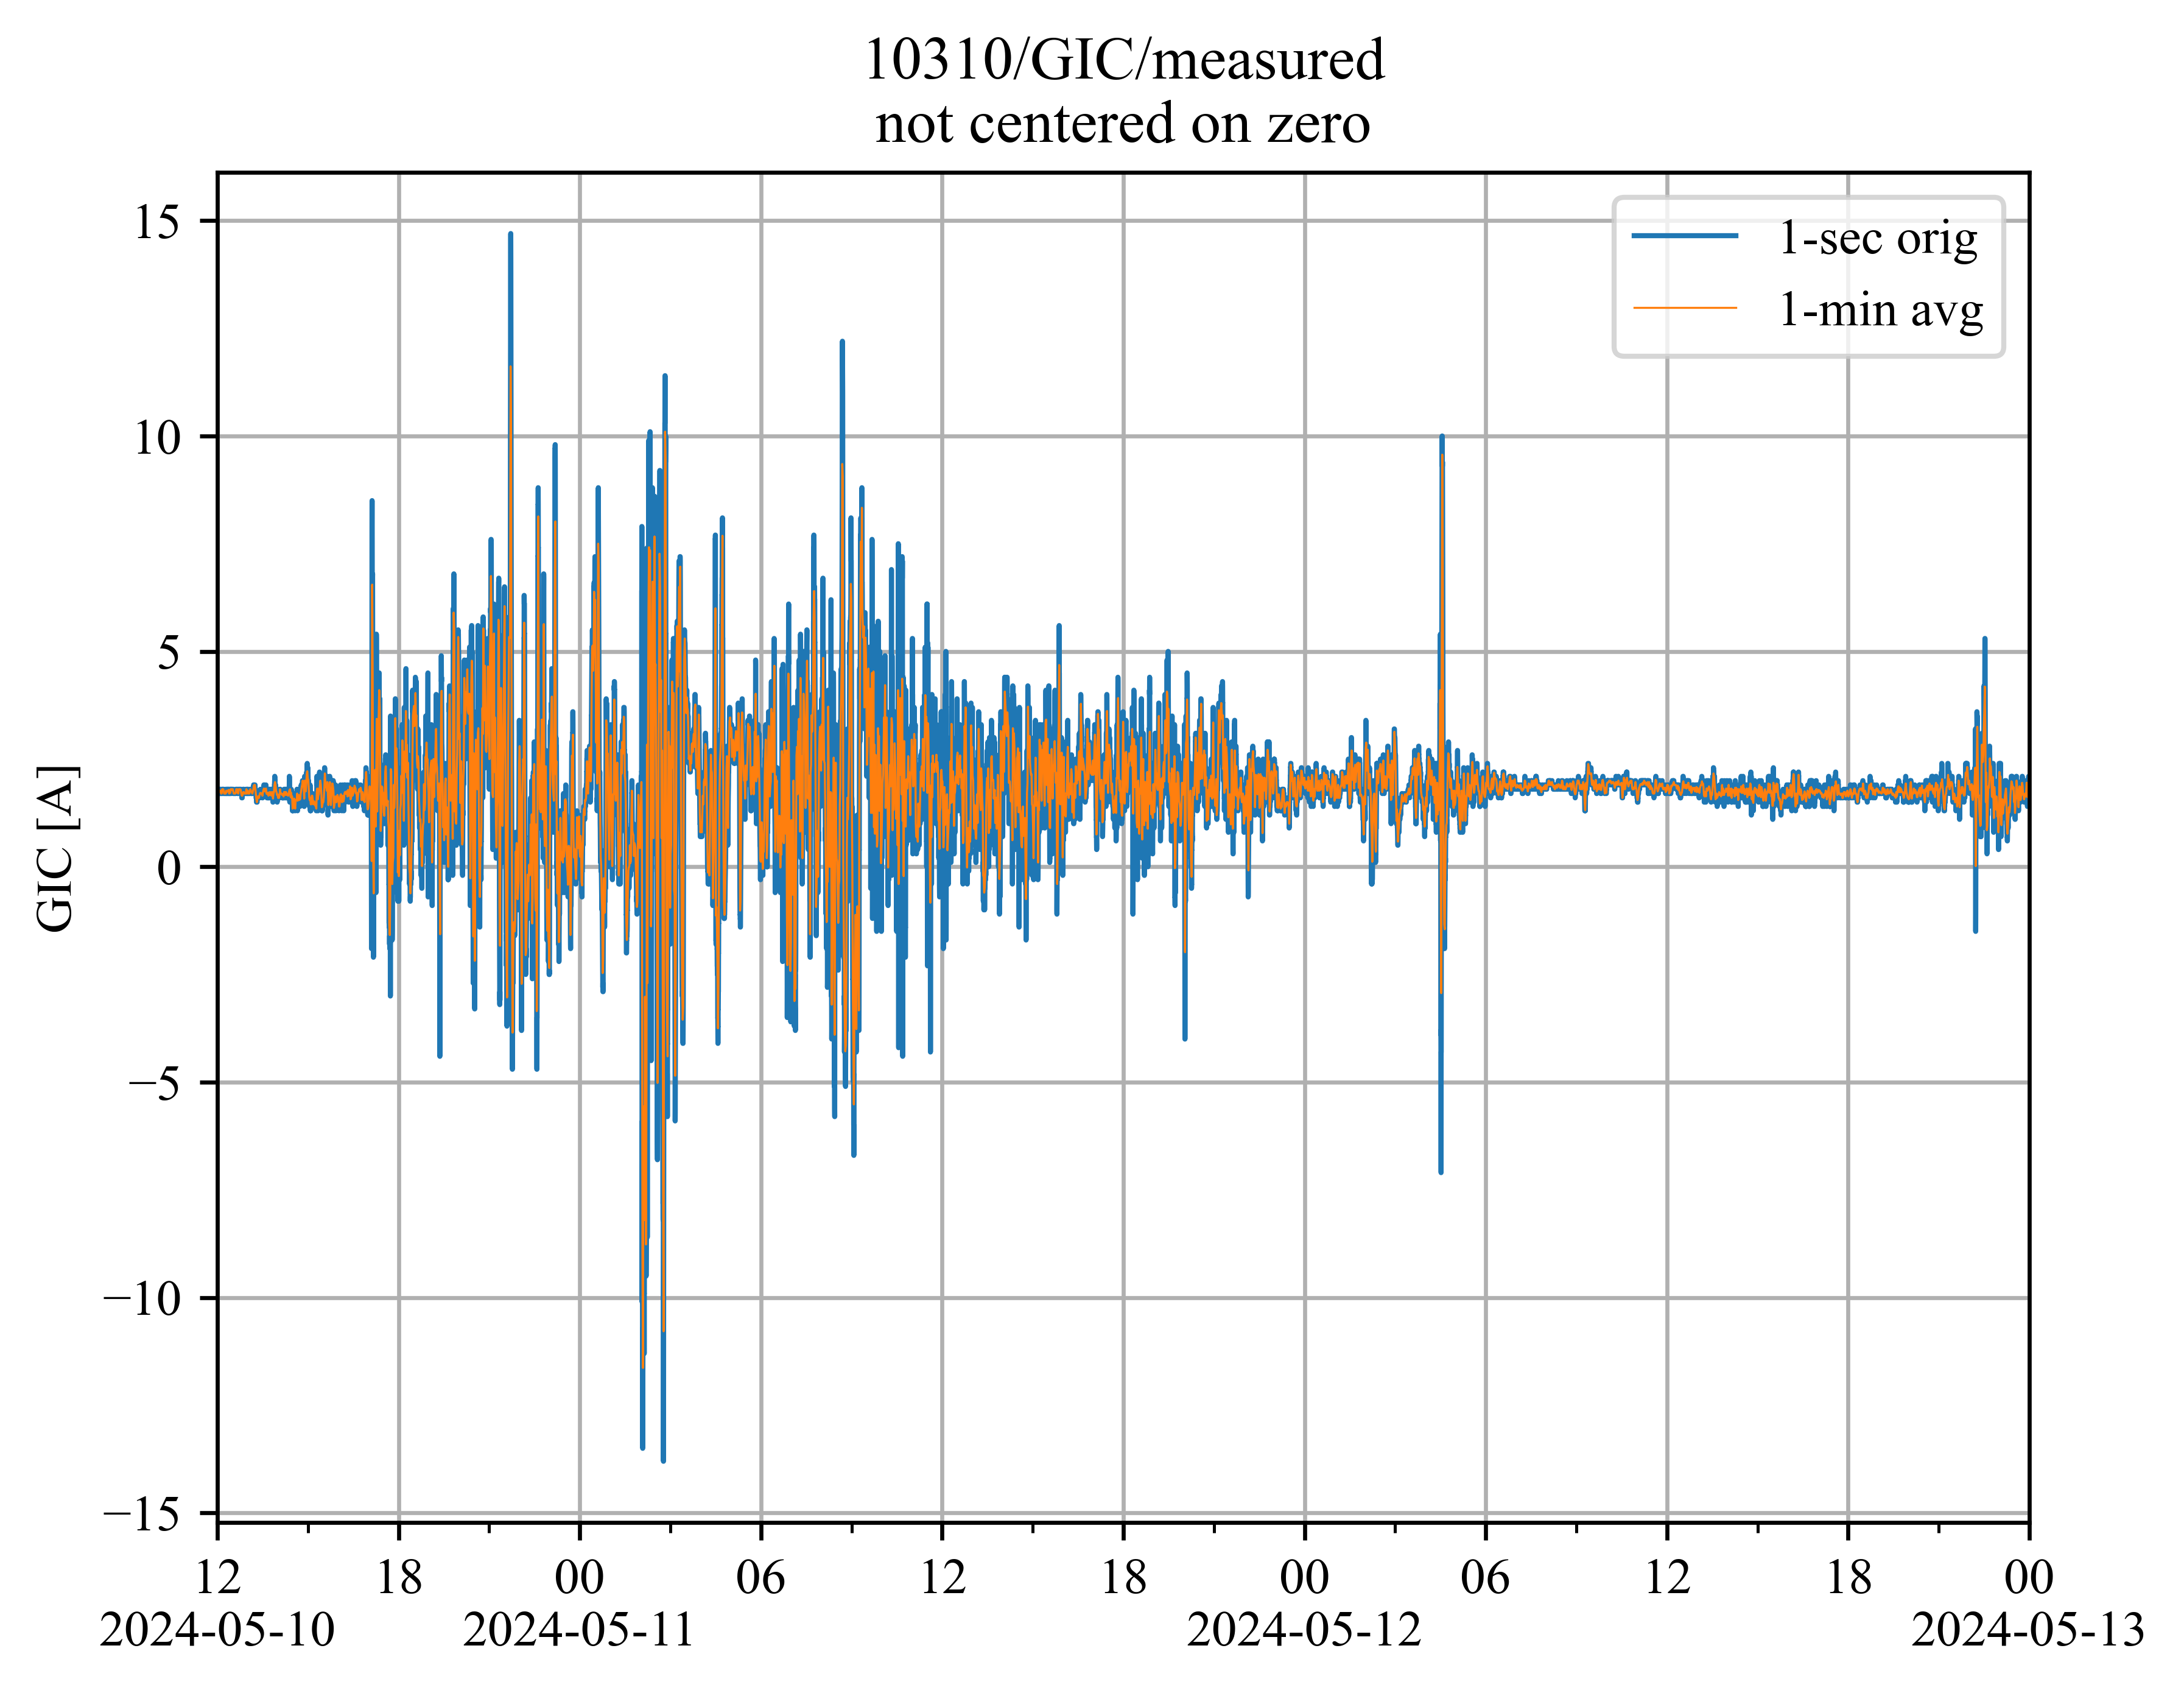 10310/GIC/measured
not centered on zero
1-sec orig
1-min avg
GIC [A]
15
10
5
0
−5
−10
−15
12 18 00 06 12 18 00 06 12 18 00
2024-05-10 2024-05-11 2024-05-12 2024-05-13